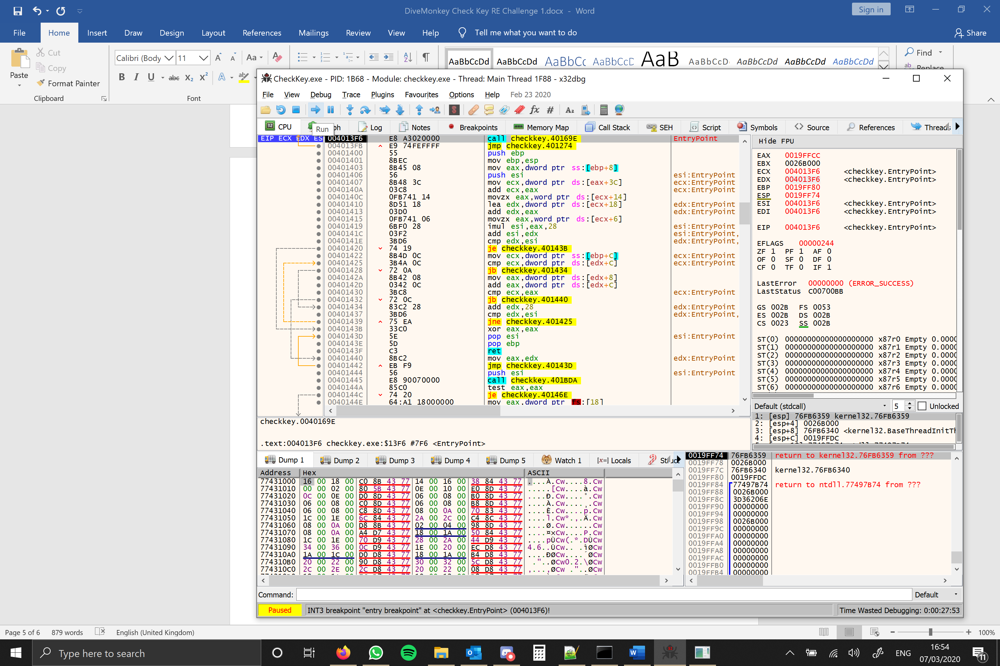 DiveMonkey Check Key RE Challenge 1.docx - Word
Sign in
File Home Insert Draw Design Layout References Mailings Review View Help Tell me what you want to do Share
Paste Cut
Copy
Format Painter
Clipboard
Calibri (Body 11
Font
AaBbCcDd AaBbCcDd AaBbCc AaBbCcD AaB AaBbCcD AaBbCcDd AaBbCcDd AaBbCcDd
Find
Replace
CheckKey.exe - PID: 1B68 - Module: checkkey.exe - Thread: Main Thread 1F88 - x32dbg
File View Debug Trace Plugins Favourites Options Help Feb 23 2020
CPU Log Notes Breakpoints Memory Map Call Stack SEH Script Symbols Source References Threads
Run
EIP ECX EDX ES 004013F6 E8 A3020000 call checkkey.40169E EntryPoint
004013FB E9 74FEFFFF jmp checkkey.401274
00401400 55 push ebp
00401401 8BEC mov ebp,esp
00401403 8B45 08 mov eax,dword ptr ss:[ebp+8]
00401406 56 push esi esi:EntryPoint
00401407 8B48 3C mov ecx,dword ptr ds:[eax+3C] ecx:EntryPoint
0040140A 03C8 add ecx,eax ecx:EntryPoint
0040140C 0FB741 14 movzx eax,word ptr ds:[ecx+14]
00401410 8D51 18 lea edx,dword ptr ds:[ecx+18] edx:EntryPoint
00401413 03D0 add edx,eax edx:EntryPoint
00401415 0FB741 06 movzx eax,word ptr ds:[ecx+6]
00401419 6BF0 28 imul esi,eax,28 esi:EntryPoint
0040141C 03F2 add esi,edx esi:EntryPoint,
0040141E 3BD6 cmp edx,esi edx:EntryPoint,
00401420 74 19 je checkkey.40143B
00401422 8B4D 0C mov ecx,dword ptr ss:[ebp+C] ecx:EntryPoint
00401425 3B4A 0C cmp ecx,dword ptr ds:[edx+C] ecx:EntryPoint
00401428 72 0A jb checkkey.401434
0040142A 8B42 08 mov eax,dword ptr ds:[edx+8]
0040142D 0342 0C add eax,dword ptr ds:[edx+C]
00401430 3BC8 cmp ecx,eax ecx:EntryPoint
00401432 72 0C jb checkkey.401440
00401434 83C2 28 add edx,28 edx:EntryPoint
00401437 3BD6 cmp edx,esi edx:EntryPoint,
00401439 75 EA jne checkkey.401425
0040143B 33C0 xor eax,eax
0040143D 5E pop esi esi:EntryPoint
0040143E 5D pop ebp
0040143F C3 ret
00401440 8BC2 mov eax,edx edx:EntryPoint
00401442 EB F9 jmp checkkey.40143D
00401444 56 push esi esi:EntryPoint
00401445 E8 90070000 call checkkey.401BDA
0040144A 85C0 test eax,eax
0040144C 74 20 je checkkey.40146E
0040144E 64:A1 18000000 mov eax,dword ptr fs:[18]
Hide FPU
EAX 0019FFCC
EBX 0026B000
ECX 004013F6 <checkkey.EntryPoint>
EDX 004013F6 <checkkey.EntryPoint>
EBP 0019FF80
ESP 0019FF74
ESI 004013F6 <checkkey.EntryPoint>
EDI 004013F6 <checkkey.EntryPoint>
EIP 004013F6 <checkkey.EntryPoint>
EFLAGS 00000244
ZF 1 PF 1 AF 0
OF 0 SF 0 DF 0
CF 0 TF 0 IF 1
LastError 00000000 (ERROR_SUCCESS)
LastStatus C00700BB
GS 002B FS 0053
ES 002B DS 002B
CS 0023 SS 002B
ST(0) 00000000000000000000 x87r0 Empty 0.0000
ST(1) 00000000000000000000 x87r1 Empty 0.0000
ST(2) 00000000000000000000 x87r2 Empty 0.0000
ST(3) 00000000000000000000 x87r3 Empty 0.0000
ST(4) 00000000000000000000 x87r4 Empty 0.0000
ST(5) 00000000000000000000 x87r5 Empty 0.0000
ST(6) 00000000000000000000 x87r6 Empty 0.0000
Default (stdcall) 5 Unlocked
1: [esp] 76FB6359 kernel32.76FB6359
2: [esp+4] 0026B000
3: [esp+8] 76FB6340 <kernel32.BaseThreadInitTh
4: [esp+C] 0019FFDC
checkkey.0040169E
.text:004013F6 checkkey.exe:$13F6 #7F6 <EntryPoint>
Dump 1 Dump 2 Dump 3 Dump 4 Dump 5 Watch 1 [x=] Locals Struct
Address Hex ASCII
77431000 16 00 18 00 C0 8B 43 77 14 00 16 00 38 84 43 77 ....À.Cw....8.Cw
77431010 00 00 02 00 80 5B 43 77 0E 00 10 00 E0 8D 43 77 .....[Cw....à.Cw
77431020 0C 00 0E 00 D0 8D 43 77 06 00 08 00 B0 8D 43 77 ....Ð.Cw....°.Cw
77431030 06 00 08 00 C0 8D 43 77 06 00 08 00 B8 8D 43 77 ....À.Cw....¸.Cw
77431040 06 00 08 00 C8 8D 43 77 08 00 0A 00 70 83 43 77 ....È.Cw....p.Cw
77431050 1C 00 1E 00 6C 84 43 77 2A 00 2C 00 C4 8C 43 77 ....l.Cw*.,.Ä.Cw
77431060 08 00 0A 00 D8 8B 43 77 02 00 04 00 98 8D 43 77 ....Ø.Cw......Cw
77431070 08 00 0A 00 A4 D7 43 77 18 00 1A 00 50 84 43 77 ....¤×Cw....P.Cw
77431080 1C 00 1E 00 70 D9 43 77 28 00 2A 00 44 D9 43 77 ....pÙCw(.*.DÙCw
77431090 34 00 36 00 0C D9 43 77 1E 00 20 00 EC D8 43 77 4.6..ÙCw.. .ìØCw
774310A0 1A 00 1C 00 D0 D8 43 77 18 00 1A 00 B4 D8 43 77 ....ÐØCw....´ØCw
774310B0 20 00 22 00 90 D8 43 77 30 00 32 00 5C D8 43 77 .".ØCw0.2.\ØCw
774310C0 2C 00 2E 00 2C D8 43 77 20 00 22 00 08 D8 43 77 ,...,ØCw ."..ØCw
0019FF74 76FB6359 return to kernel32.76FB6359 from ???
0019FF78 0026B000
0019FF7C 76FB6340 kernel32.76FB6340
0019FF80 0019FFDC
0019FF84 77497B74 return to ntdll.77497B74 from ???
0019FF88 0026B000
0019FF8C 3D36206E
0019FF90 00000000
0019FF94 00000000
0019FF98 0026B000
0019FF9C 00000000
0019FFA0 00000000
0019FFA4 00000000
0019FFA8 00000000
0019FFAC 00000000
0019FFB0 00000000
0019FFB4 00000000
Command: Default
Paused INT3 breakpoint "entry breakpoint" at <checkkey.EntryPoint> (004013F6)! Time Wasted Debugging: 0:00:27:53
Page 5 of 6 879 words English (United Kingdom) 100%
Type here to search ENG 16:54
07/03/2020 11